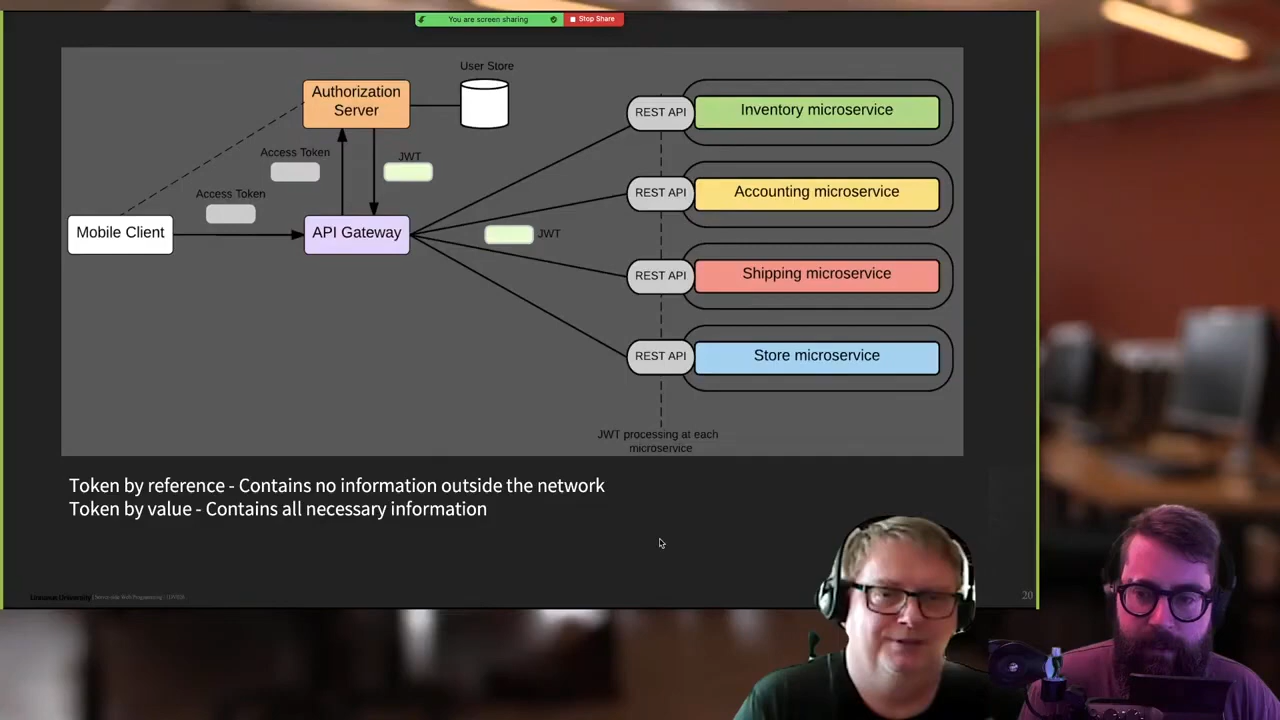 You are screen sharing
Stop Share
User Store
Authorization
Server
Access Token
JWT
Access Token
Mobile Client
API Gateway
JWT
REST API
Inventory microservice
REST API
Accounting microservice
REST API
Shipping microservice
REST API
Store microservice
JWT processing at each
microservice
Token by reference - Contains no information outside the network
Token by value - Contains all necessary information
20